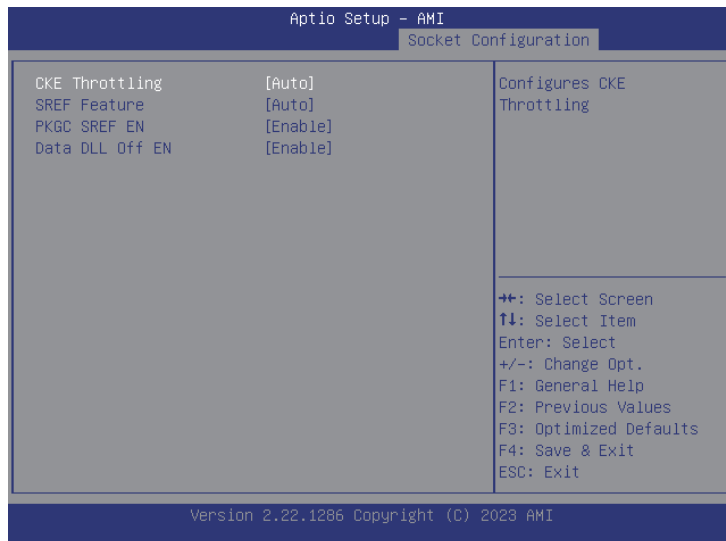 Aptio Setup – AMI
Socket Configuration
CKE Throttling [Auto]
SREF Feature [Auto]
PKGC SREF EN [Enable]
Data DLL Off EN [Enable]
Configures CKE
Throttling
→←: Select Screen
↑↓: Select Item
Enter: Select
+/-: Change Opt.
F1: General Help
F2: Previous Values
F3: Optimized Defaults
F4: Save & Exit
ESC: Exit
Version 2.22.1286 Copyright (C) 2023 AMI